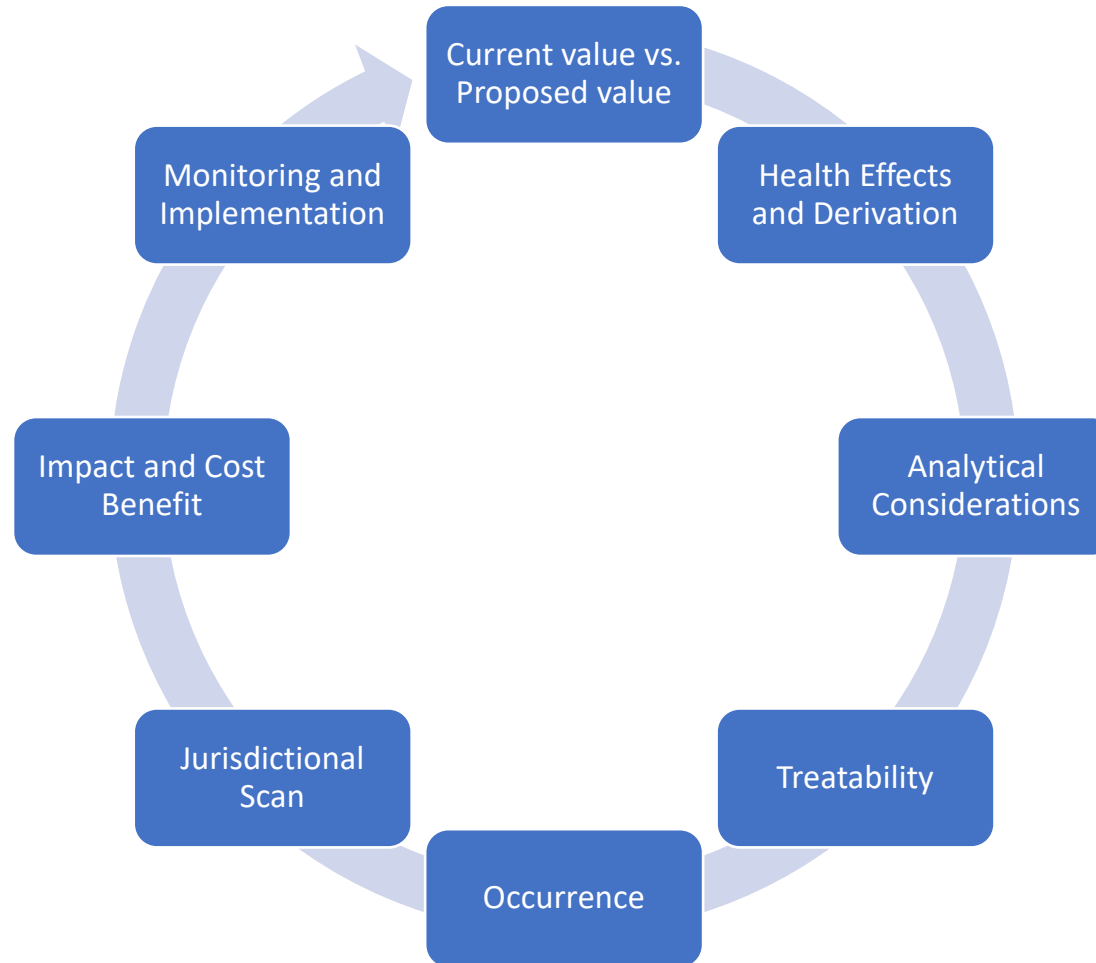 Current value vs.
Proposed value
Health Effects
and Derivation
Analytical
Considerations
Treatability
Occurrence
Jurisdictional
Scan
Impact and Cost
Benefit
Monitoring and
Implementation